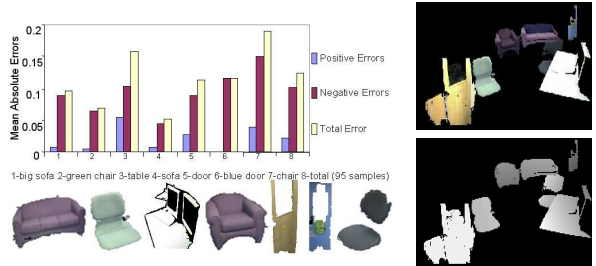 0.2
0.15
0.1
0.05
0
Mean Absolute Errors
1 2 3 4 5 6 7 8
Positive Errors
Negative Errors
Total Error
1-big sofa 2-green chair 3-table 4-sofa 5-door 6-blue door 7-chair 8-total (95 samples)